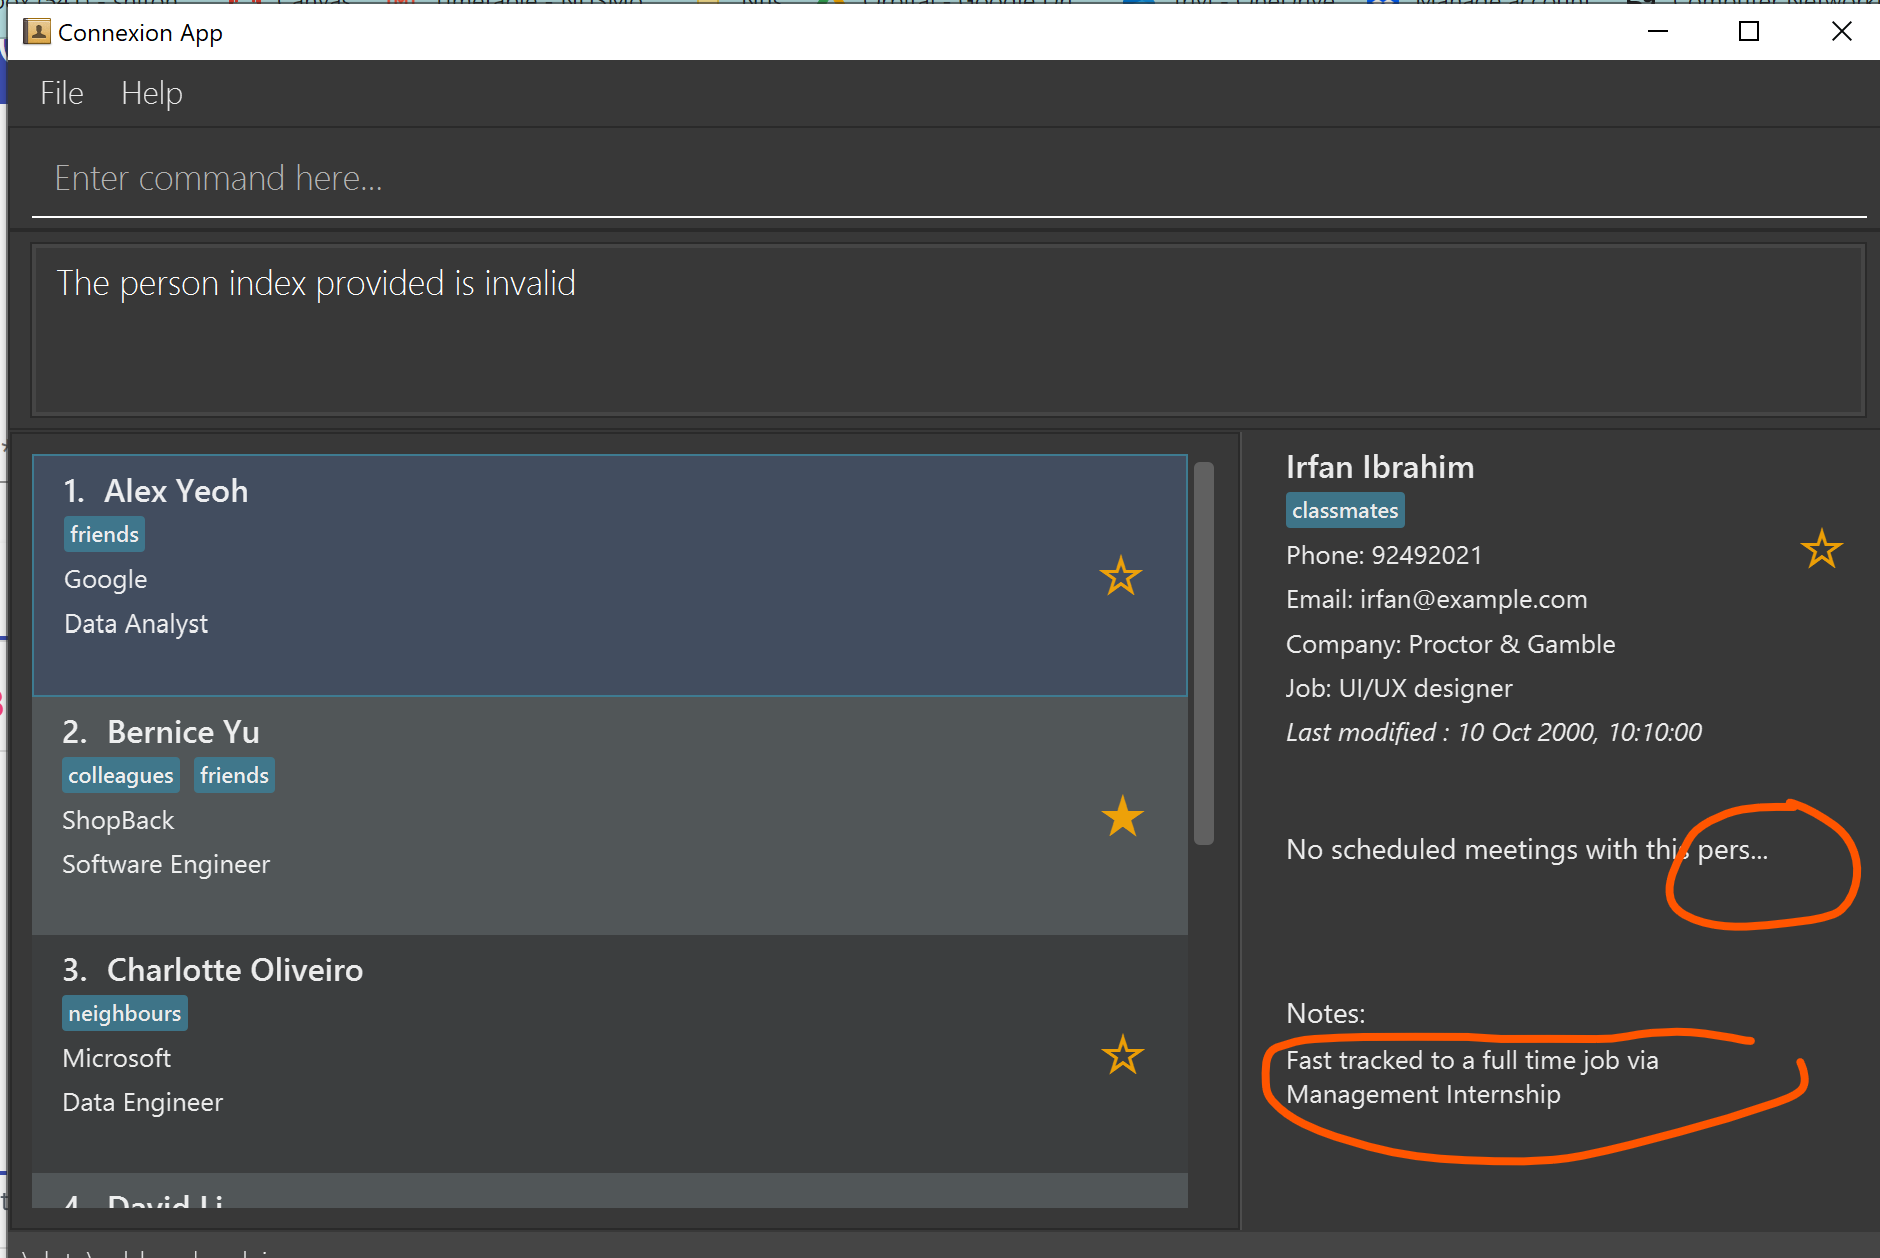 Connexion App
File Help
Enter command here...
The person index provided is invalid
1. Alex Yeoh
friends
Google
Data Analyst
2. Bernice Yu
colleagues friends
ShopBack
Software Engineer
3. Charlotte Oliveiro
neighbours
Microsoft
Data Engineer
4. David Li
Irfan Ibrahim
classmates
Phone: 92492021
Email: irfan@example.com
Company: Proctor & Gamble
Job: UI/UX designer
Last modified : 10 Oct 2000, 10:10:00
No scheduled meetings with this pers...
Notes:
Fast tracked to a full time job via
Management Internship